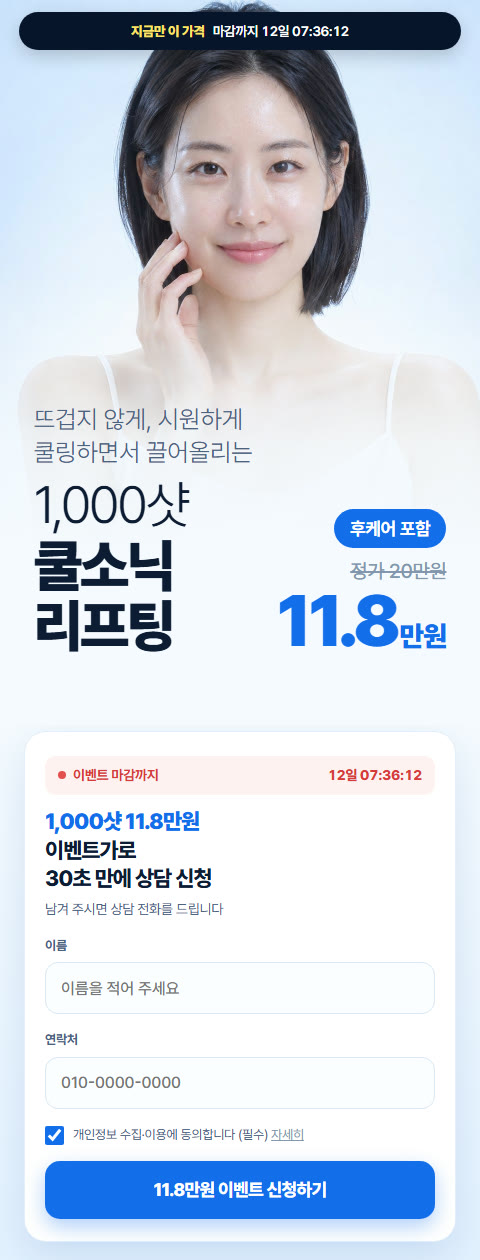 지금만 이 가격 마감까지 12일 07:36:12
뜨겁지 않게, 시원하게
쿨링하면서 끌어올리는
1,000샷
쿨소닉
리프팅
후케어 포함
정가 20만원
11.8만원
이벤트 마감까지 12일 07:36:12
1,000샷 11.8만원
이벤트가로
30초 만에 상담 신청
남겨 주시면 상담 전화를 드립니다
이름
이름을 적어 주세요
연락처
010-0000-0000
개인정보 수집·이용에 동의합니다 (필수) 자세히
11.8만원 이벤트 신청하기